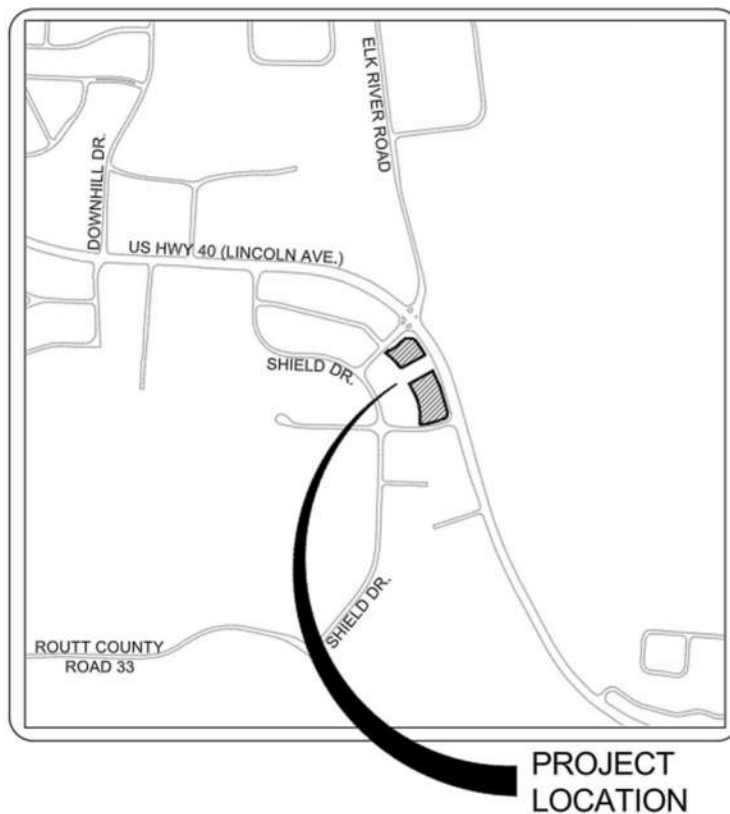 ELK RIVER ROAD
DOWNHILL DR.
US HWY 40 (LINCOLN AVE.)
SHIELD DR.
SHIELD DR.
ROUTT COUNTY
ROAD 33
PROJECT
LOCATION